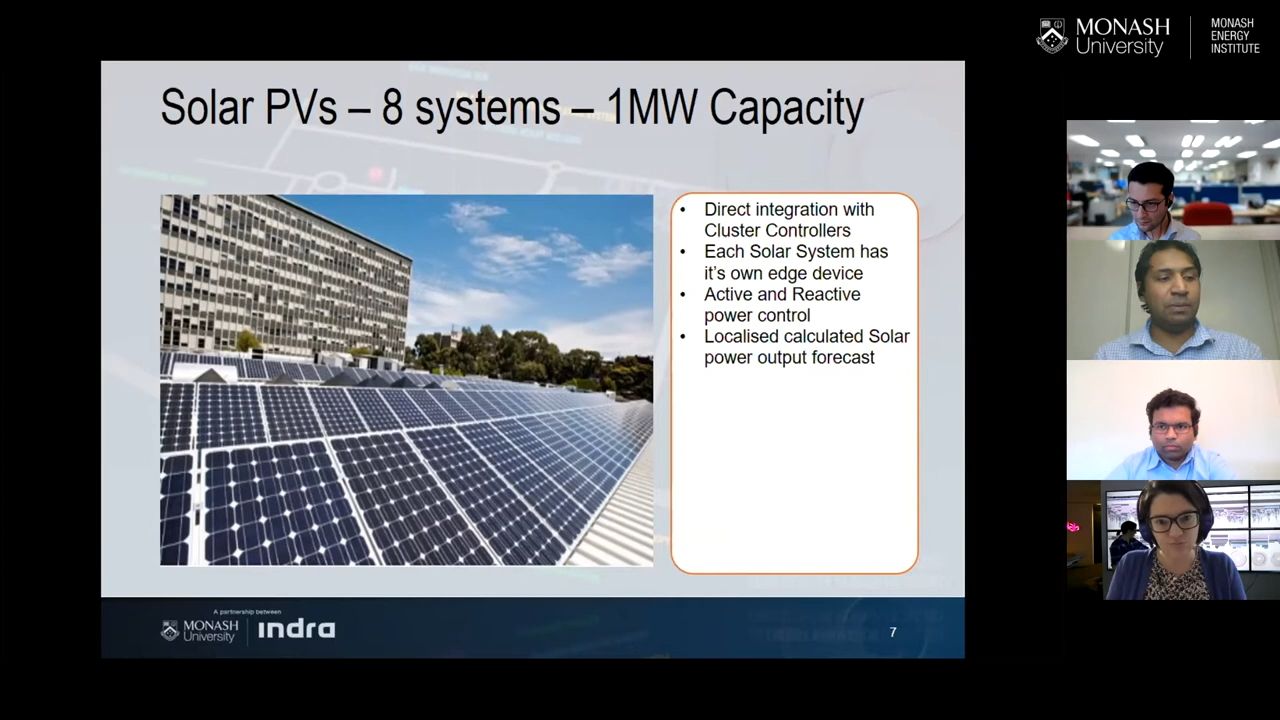 MONASH
University
MONASH
ENERGY
INSTITUTE
Solar PVs – 8 systems – 1MW Capacity
• Direct integration with
Cluster Controllers
• Each Solar System has
it's own edge device
• Active and Reactive
power control
• Localised calculated Solar
power output forecast
A partnership between
MONASH
University
indra
7